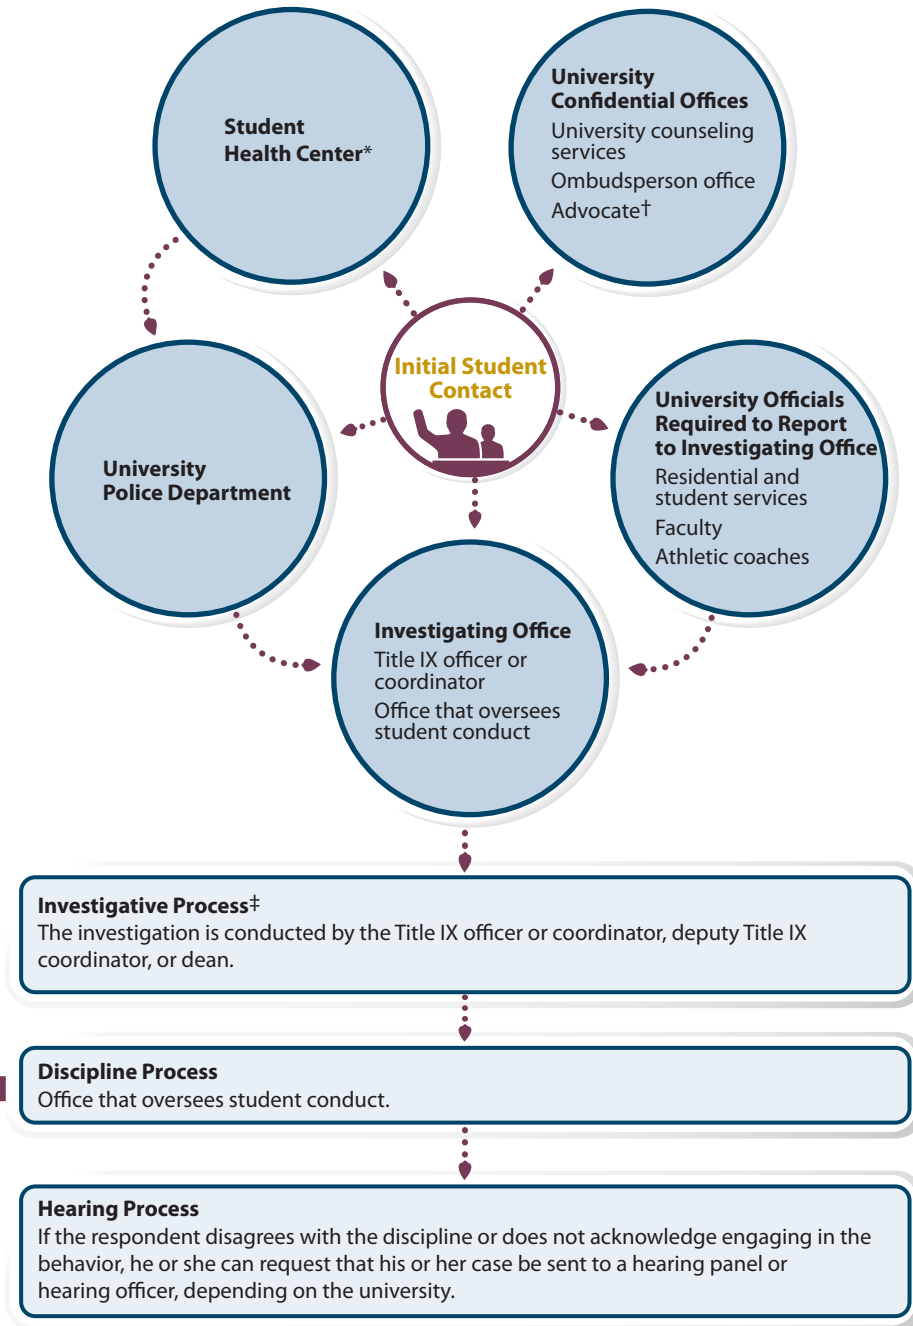 Student
Health Center*
University
Confidential Offices
University counseling
services
Ombudsperson office
Advocate†
Initial Student
Contact
University
Police Department
University Officials
Required to Report
to Investigating Office
Residential and
student services
Faculty
Athletic coaches
Investigating Office
Title IX officer or
coordinator
Office that oversees
student conduct
Investigative Process‡
The investigation is conducted by the Title IX officer or coordinator, deputy Title IX
coordinator, or dean.
Discipline Process
Office that oversees student conduct.
Hearing Process
If the respondent disagrees with the discipline or does not acknowledge engaging in the
behavior, he or she can request that his or her case be sent to a hearing panel or
hearing officer, depending on the university.